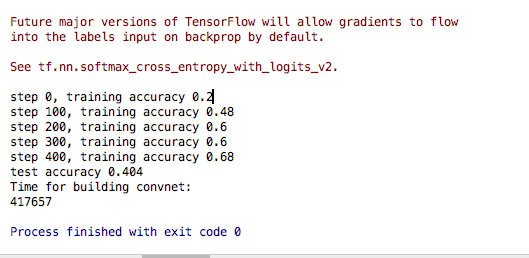 Future major versions of TensorFlow will allow gradients to flow
into the labels input on backprop by default.
See tf.nn.softmax_cross_entropy_with_logits_v2.
step 0, training accuracy 0.2
step 100, training accuracy 0.48
step 200, training accuracy 0.6
step 300, training accuracy 0.6
step 400, training accuracy 0.68
test accuracy 0.404
Time for building convnet:
417657
Process finished with exit code 0